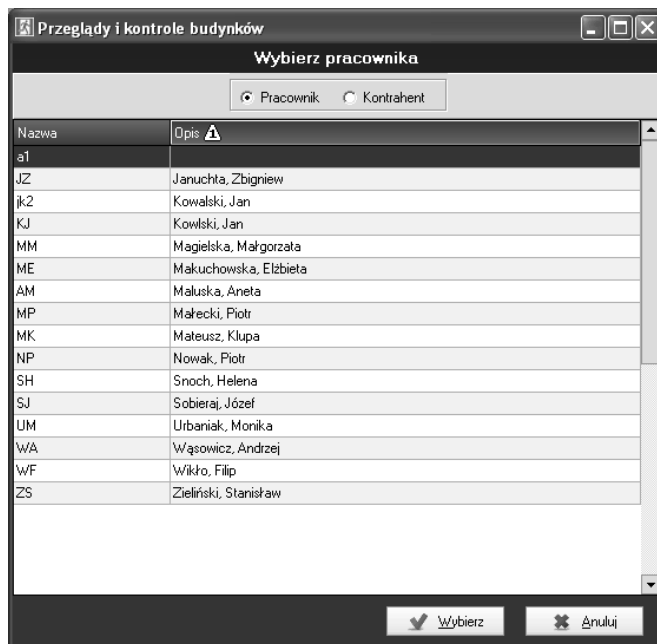 Przeglądy i kontrole budynków
Wybierz pracownika
Pracownik Kontrahent
Nazwa Opis 1
a1
JZ Januchta, Zbigniew
jk2 Kowalski, Jan
KJ Kowlski, Jan
MM Magielska, Małgorzata
ME Makuchowska, Elżbieta
AM Maluska, Aneta
MP Małecki, Piotr
MK Mateusz, Klupa
NP Nowak, Piotr
SH Snoch, Helena
SJ Sobieraj, Józef
UM Urbaniak, Monika
WA Wąsowicz, Andrzej
WF Wikło, Filip
ZS Zieliński, Stanisław
Wybierz Anuluj